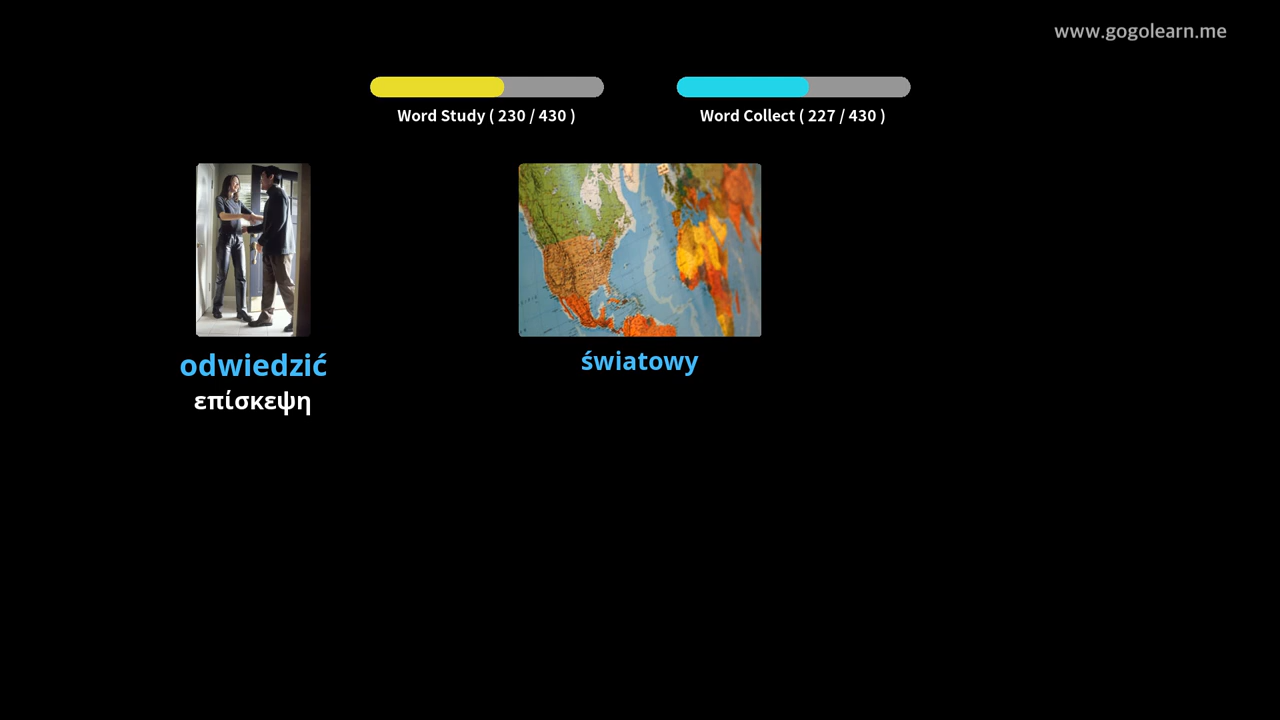 www.gogolearn.me
Word Study ( 230 / 430 )
Word Collect ( 227 / 430 )
odwiedzić
επίσκεψη
światowy